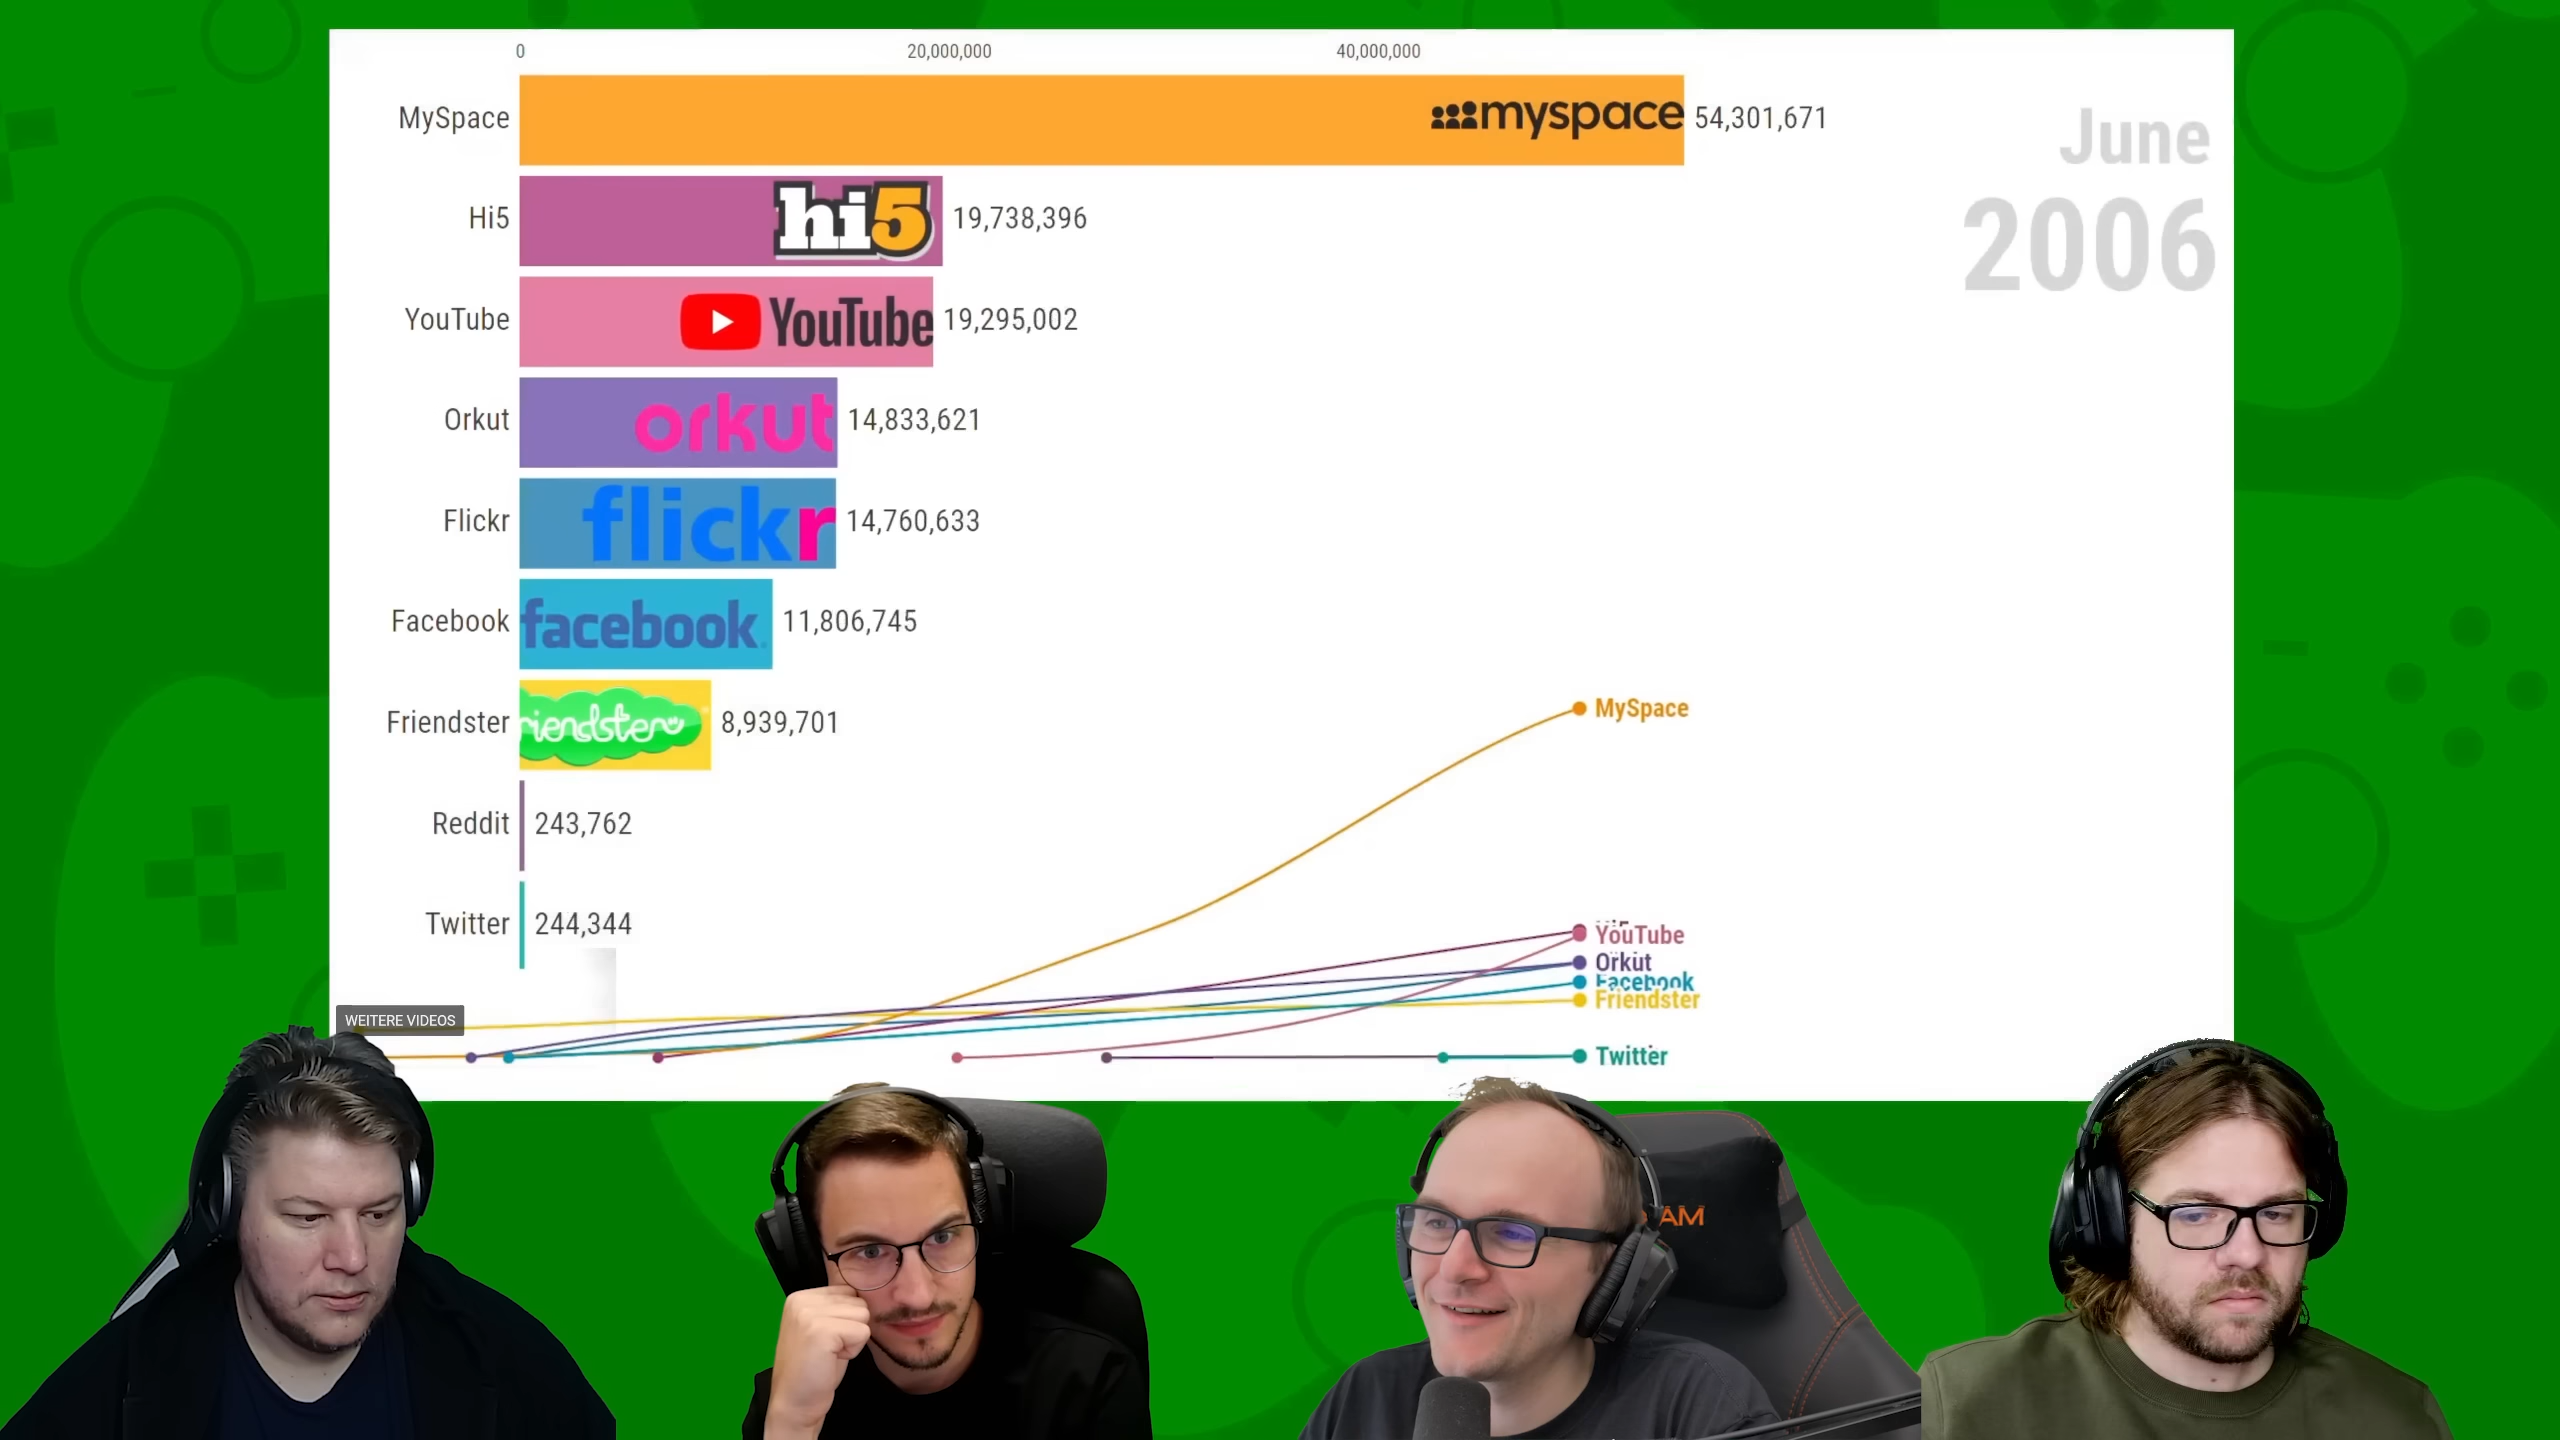 0 20,000,000 40,000,000
MySpace myspace 54,301,671
June
2006
Hi5 hi5 19,738,396
YouTube YouTube 19,295,002
Orkut orkut 14,833,621
Flickr flickr 14,760,633
Facebook facebook. 11,806,745
Friendster riendster 8,939,701
Reddit 243,762
Twitter 244,344
MySpace
YouTube
Orkut
Facebook
Friendster
Twitter
WEITERE VIDEOS
AM